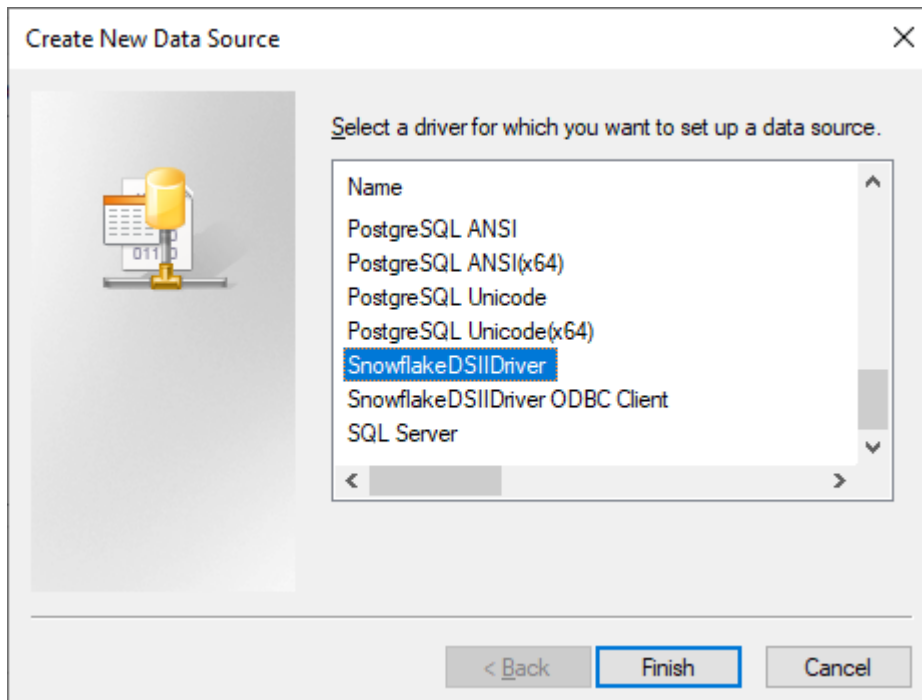 Create New Data Source
Select a driver for which you want to set up a data source.
Name
PostgreSQL ANSI
PostgreSQL ANSI(x64)
PostgreSQL Unicode
PostgreSQL Unicode(x64)
SnowflakeDSIIDriver
SnowflakeDSIIDriver ODBC Client
SQL Server
< Back
Finish
Cancel